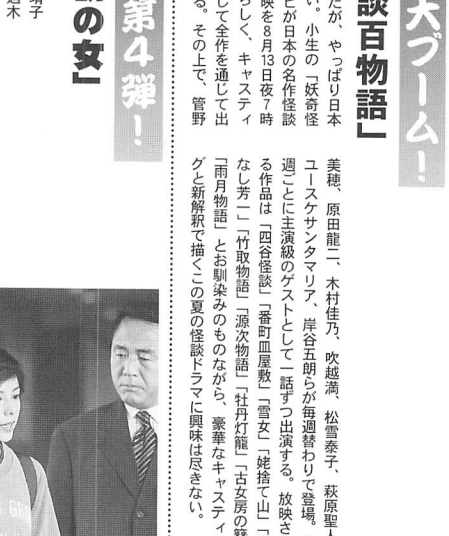 大ブーム！
談百物語」
美穂、原田龍二、木村佳乃、吹越満、松雪泰子、萩原聖人
ユースケサンタマリア、岸谷五朗らが毎週替わりで登場。
週ごとに主演級のゲストとして一話ずつ出演する。放映さ
る作品は「四谷怪談」「番町皿屋敷」「雪女」「姥捨て山」「
なし芳一」「竹取物語」「源次物語」「牡丹灯籠」「古女房の
「雨月物語」とお馴染みのものながら、豪華なキャスティ
グと新解釈で描くこの夏の怪談ドラマに興味は尽きない。
だが、やっぱり日本
い。小生の「妖奇怪
ビが日本の名作怪談
映を8月13日夜7時
らしく、キャスティ
して全作を通じて出
る。その上で、菅野
第4弾！
の女」
靖子
木